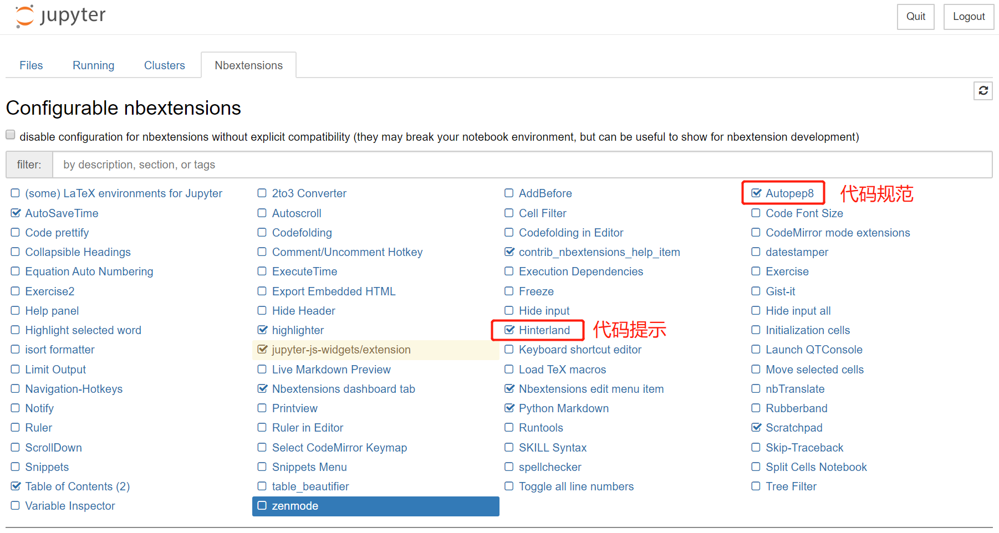 jupyter
Quit
Logout
Files
Running
Clusters
Nbextensions
Configurable nbextensions
disable configuration for nbextensions without explicit compatibility (they may break your notebook environment, but can be useful to show for nbextension development)
filter:
by description, section, or tags
(some) LaTeX environments for Jupyter
2to3 Converter
AddBefore
Autopep8
代码规范
AutoSaveTime
Autoscroll
Cell Filter
Code Font Size
Code prettify
Codefolding
Codefolding in Editor
CodeMirror mode extensions
Collapsible Headings
Comment/Uncomment Hotkey
contrib_nbextensions_help_item
datestamper
Equation Auto Numbering
ExecuteTime
Execution Dependencies
Exercise
Exercise2
Export Embedded HTML
Freeze
Gist-it
Help panel
Hide Header
Hide input
Hide input all
Highlight selected word
highlighter
Hinterland
代码提示
Initialization cells
isort formatter
jupyter-js-widgets/extension
Keyboard shortcut editor
Launch QTConsole
Limit Output
Live Markdown Preview
Load TeX macros
Move selected cells
Navigation-Hotkeys
Nbextensions dashboard tab
Nbextensions edit menu item
nbTranslate
Notify
Printview
Python Markdown
Rubberband
Ruler
Ruler in Editor
Runtools
Scratchpad
ScrollDown
Select CodeMirror Keymap
SKILL Syntax
Skip-Traceback
Snippets
Snippets Menu
spellchecker
Split Cells Notebook
Table of Contents (2)
table_beautifier
Toggle all line numbers
Tree Filter
Variable Inspector
zenmode